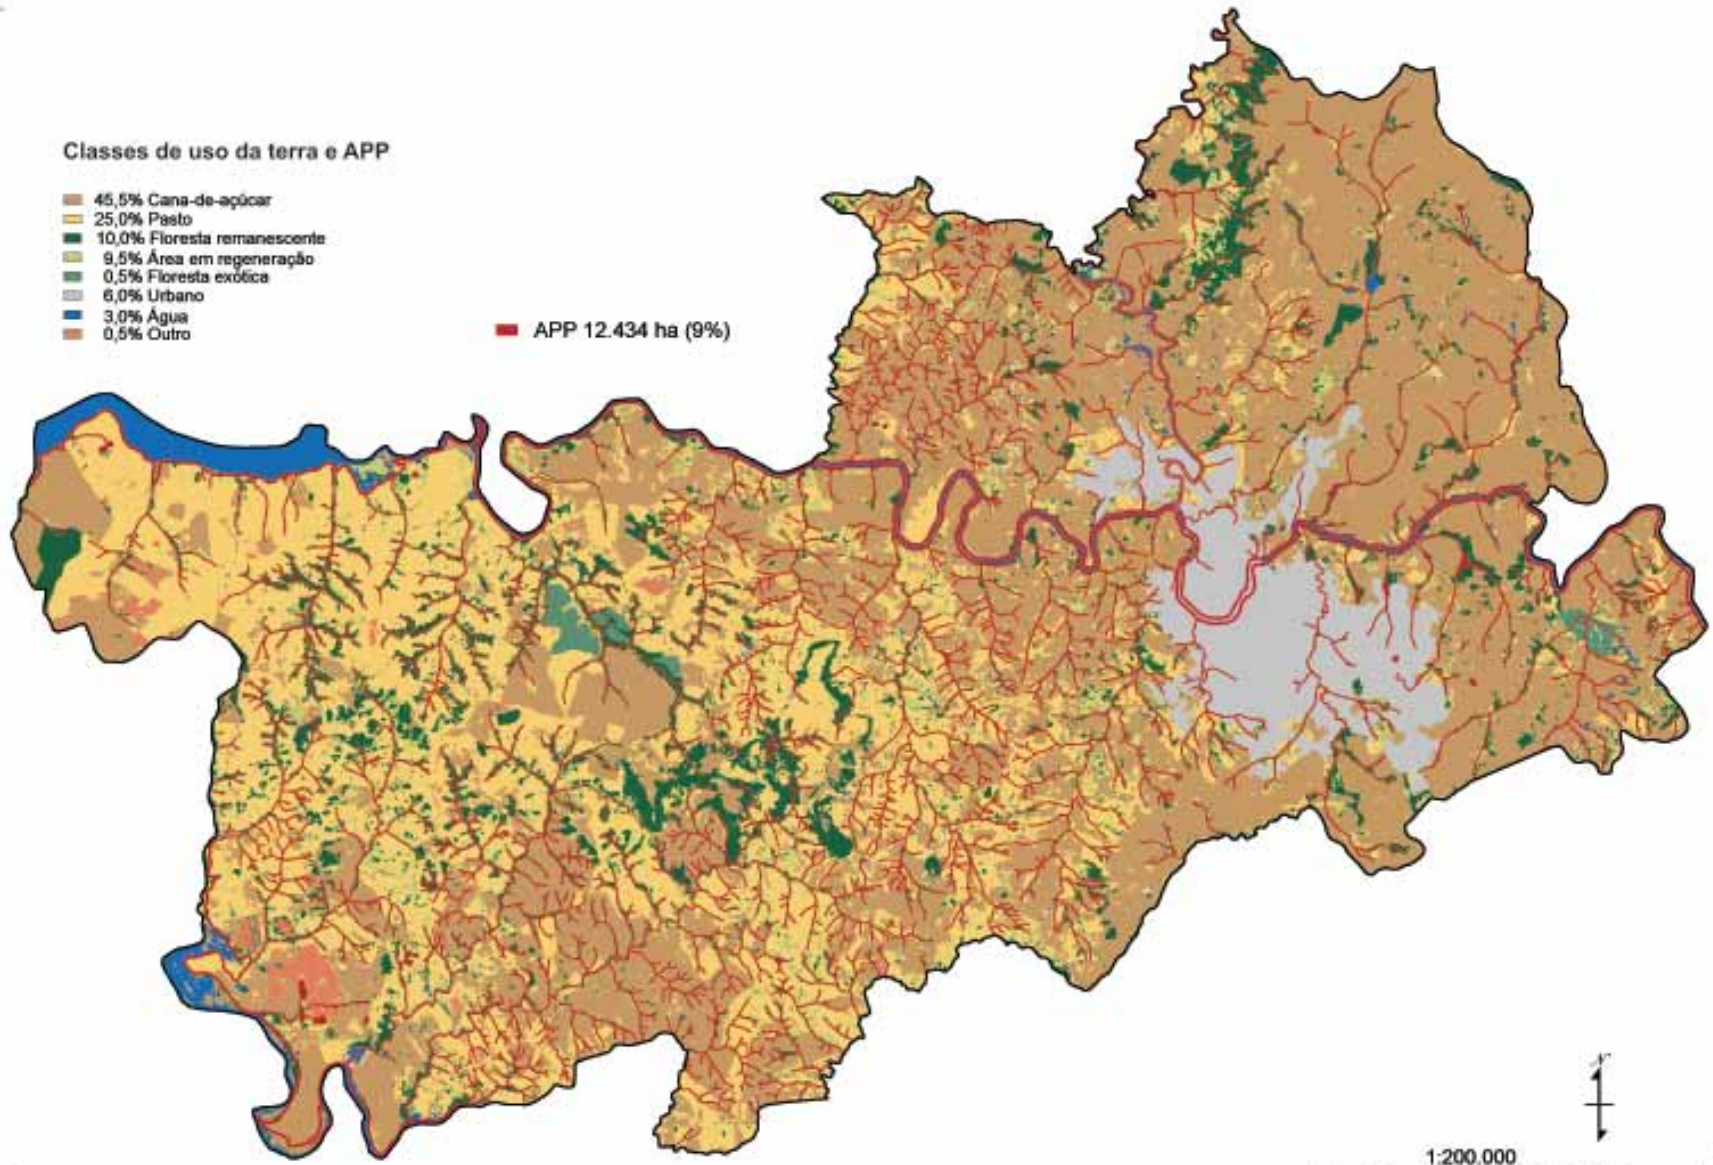 Classes de uso da terra e APP
45,5% Cana-de-açúcar
25,0% Pasto
10,0% Floresta remanescente
9,5% Área em regeneração
0,5% Floresta exótica
6,0% Urbano
3,0% Água
0,5% Outro
APP 12.434 ha (9%)
N
1:200.000